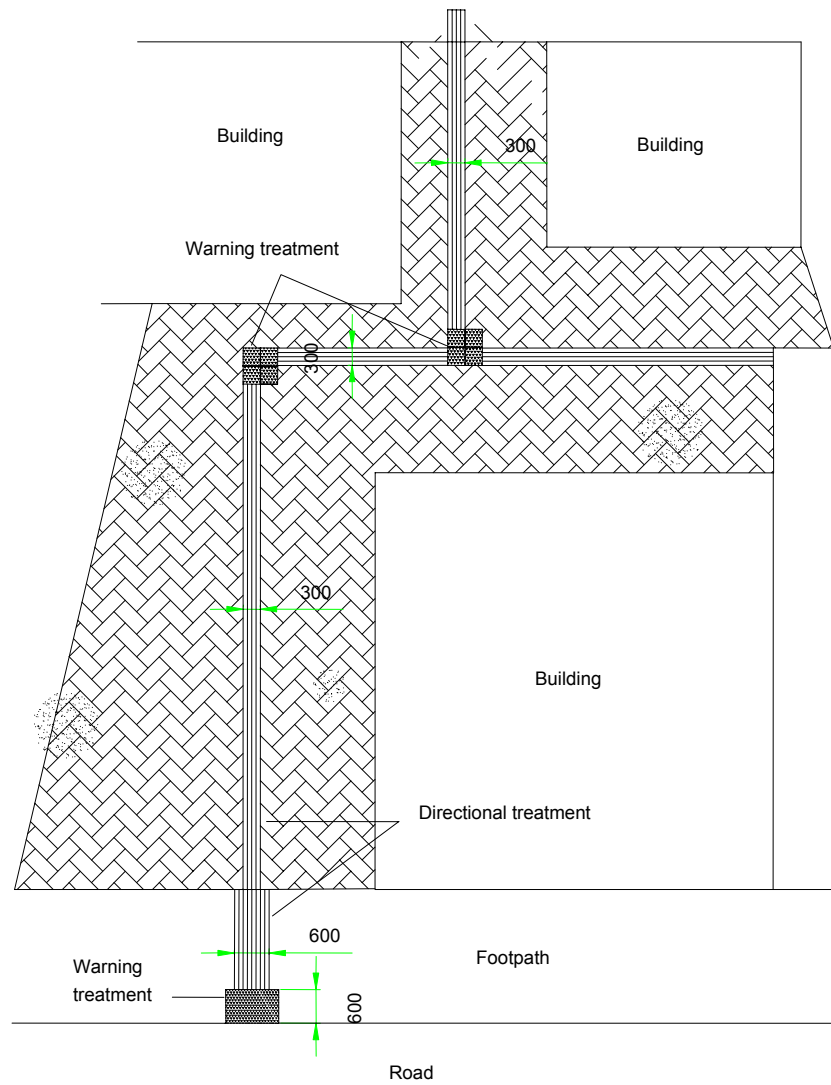 Building
Building
300
Warning treatment
300
300
Building
Directional treatment
600
Footpath
Warning
treatment
600
Road